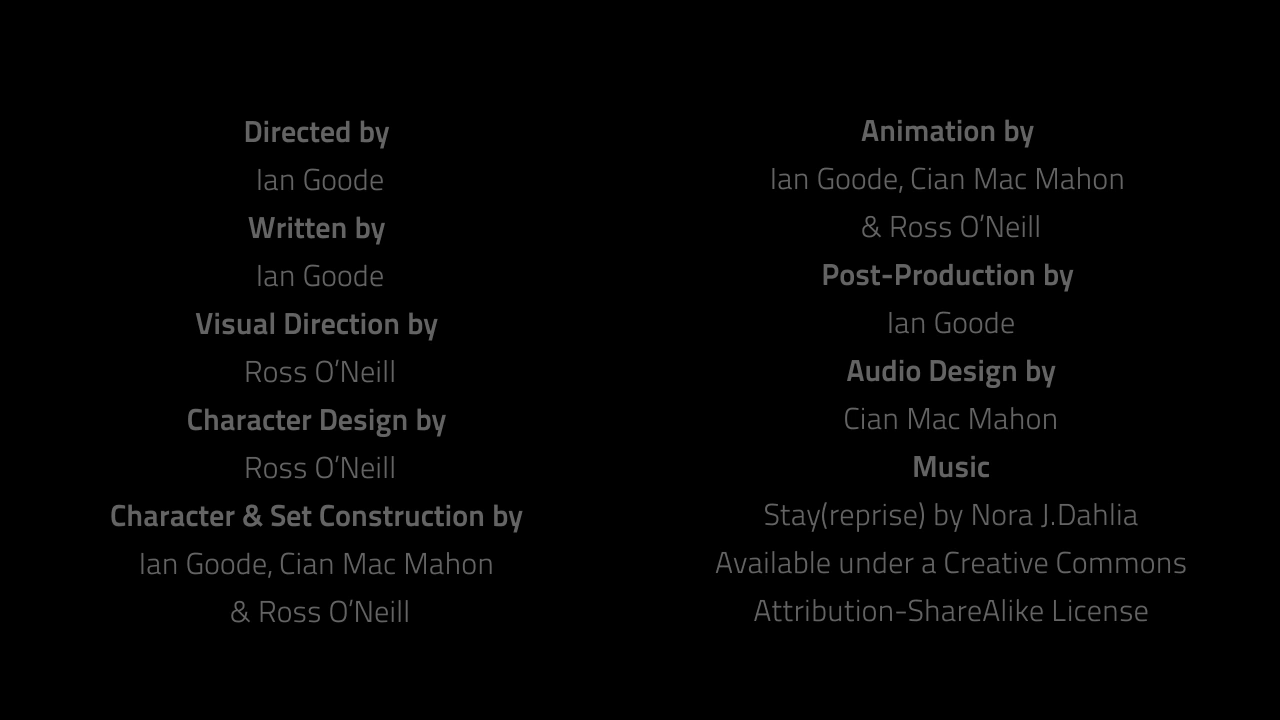 Directed by
Ian Goode
Written by
Ian Goode
Visual Direction by
Ross O’Neill
Character Design by
Ross O’Neill
Character & Set Construction by
Ian Goode, Cian Mac Mahon
& Ross O’Neill
Animation by
Ian Goode, Cian Mac Mahon
& Ross O’Neill
Post-Production by
Ian Goode
Audio Design by
Cian Mac Mahon
Music
Stay(reprise) by Nora J.Dahlia
Available under a Creative Commons
Attribution-ShareAlike License